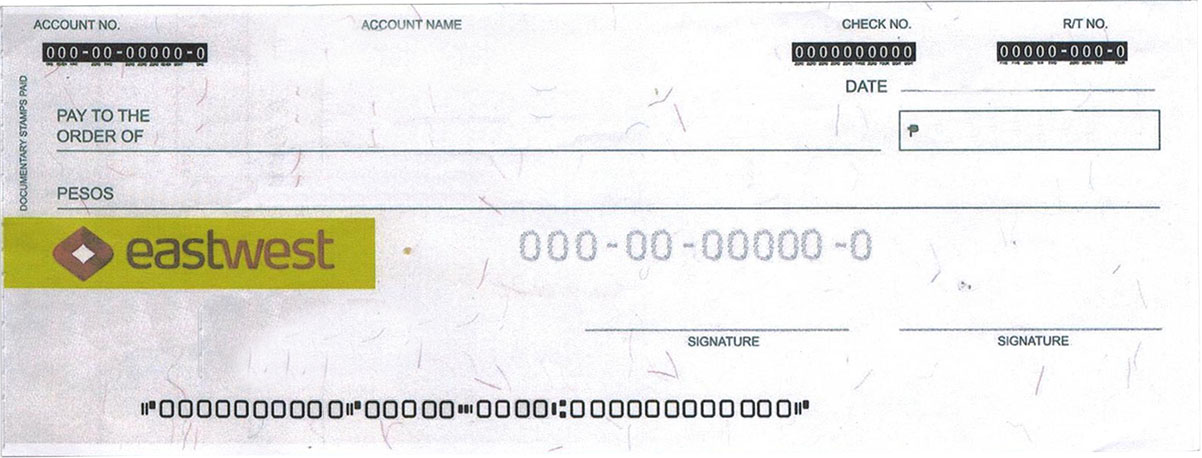 ACCOUNT NO.
ACCOUNT NAME
CHECK NO.
R/T NO.
000-00-00000-0
0000000000
00000-000-0
DATE
DOCUMENTARY STAMPS PAID
PAY TO THE
ORDER OF
₱
PESOS
eastwest
000-00-00000-0
SIGNATURE
SIGNATURE
⑈0000000000⑈00000⑉0000⑆000000000000⑈